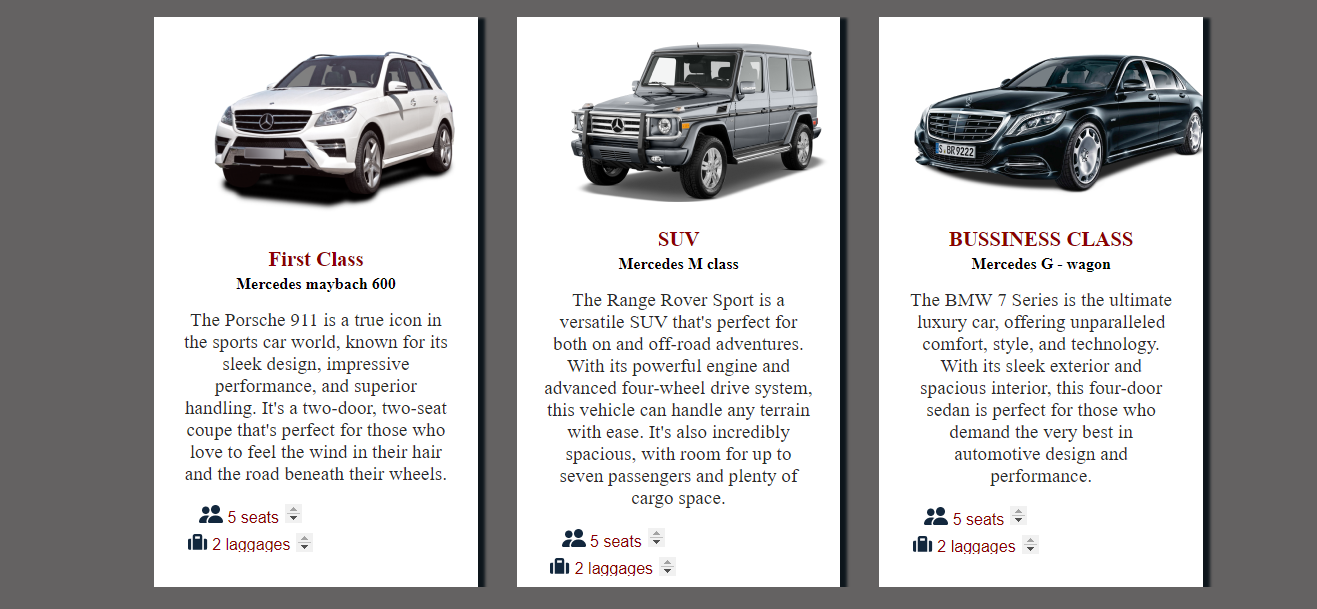 First Class
Mercedes maybach 600
The Porsche 911 is a true icon in
the sports car world, known for its
sleek design, impressive
performance, and superior
handling. It's a two-door, two-seat
coupe that's perfect for those who
love to feel the wind in their hair
and the road beneath their wheels.
5 seats
2 laggages
SUV
Mercedes M class
The Range Rover Sport is a
versatile SUV that's perfect for
both on and off-road adventures.
With its powerful engine and
advanced four-wheel drive system,
this vehicle can handle any terrain
with ease. It's also incredibly
spacious, with room for up to
seven passengers and plenty of
cargo space.
5 seats
2 laggages
S BR 9222
BUSSINESS CLASS
Mercedes G - wagon
The BMW 7 Series is the ultimate
luxury car, offering unparalleled
comfort, style, and technology.
With its sleek exterior and
spacious interior, this four-door
sedan is perfect for those who
demand the very best in
automotive design and
performance.
5 seats
2 laggages